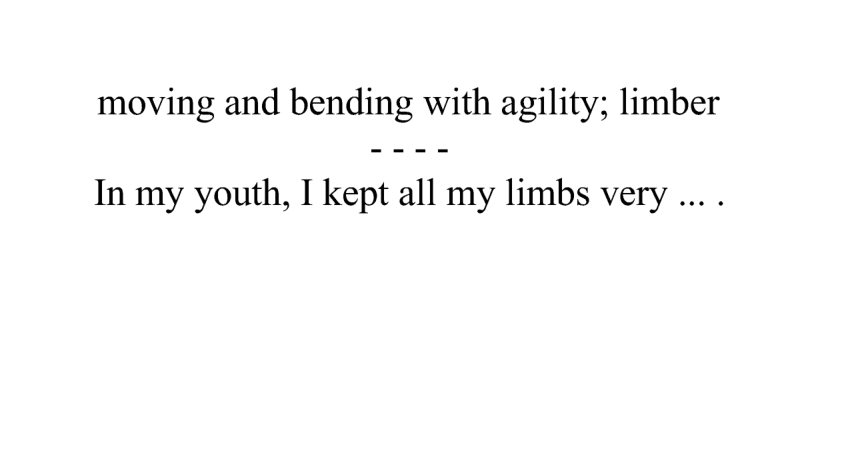 moving and bending with agility; limber
- - - -
In my youth, I kept all my limbs very ... .